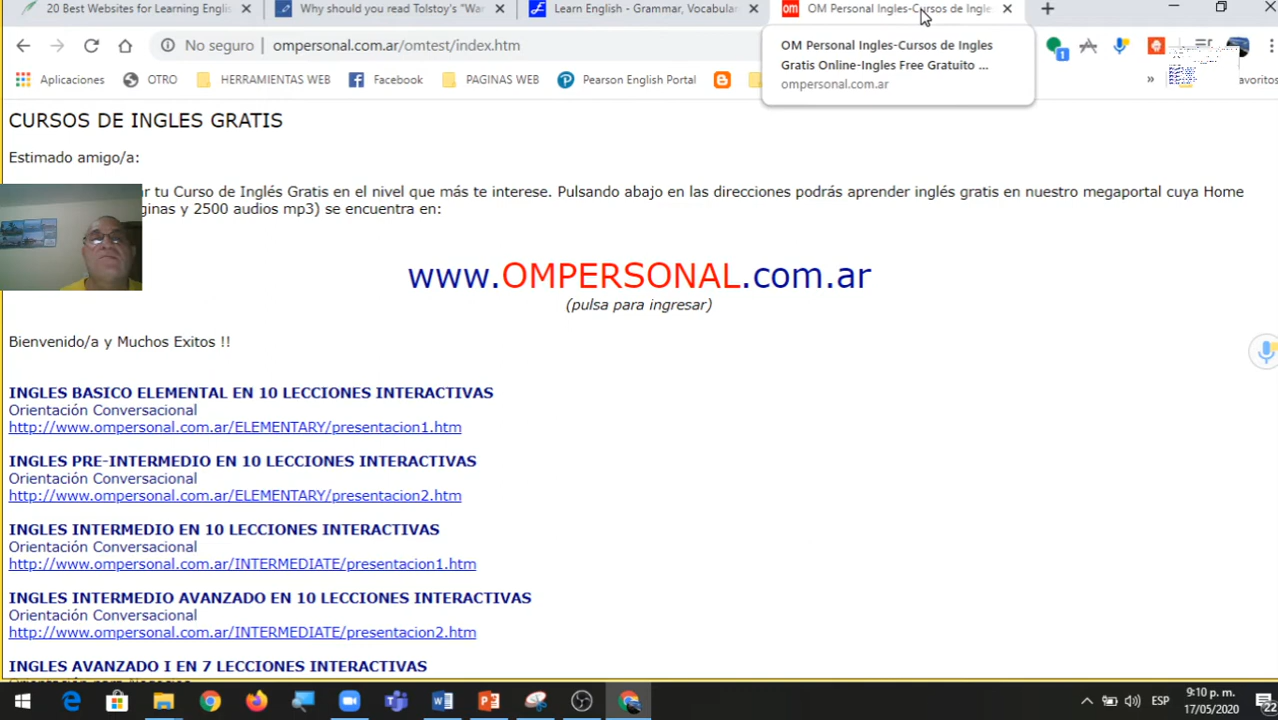 20 Best Websites for Learning Englis
Why should you read Tolstoy's "War
Learn English - Grammar, Vocabula
om OM Personal Ingles-Cursos de Ingle
No seguro ompersonal.com.ar/omtest/index.htm
OM Personal Ingles-Cursos de Ingles
Gratis Online-Ingles Free Gratuito ...
ompersonal.com.ar
1
Aplicaciones OTRO HERRAMIENTAS WEB Facebook PAGINAS WEB Pearson English Portal » avoritos
CURSOS DE INGLES GRATIS
Estimado amigo/a:
ar tu Curso de Inglés Gratis en el nivel que más te interese. Pulsando abajo en las direcciones podrás aprender inglés gratis en nuestro megaportal cuya Home
ginas y 2500 audios mp3) se encuentra en:
www.OMPERSONAL.com.ar
(pulsa para ingresar)
Bienvenido/a y Muchos Exitos !!
INGLES BASICO ELEMENTAL EN 10 LECCIONES INTERACTIVAS
Orientación Conversacional
http://www.ompersonal.com.ar/ELEMENTARY/presentacion1.htm
INGLES PRE-INTERMEDIO EN 10 LECCIONES INTERACTIVAS
Orientación Conversacional
http://www.ompersonal.com.ar/ELEMENTARY/presentacion2.htm
INGLES INTERMEDIO EN 10 LECCIONES INTERACTIVAS
Orientación Conversacional
http://www.ompersonal.com.ar/INTERMEDIATE/presentacion1.htm
INGLES INTERMEDIO AVANZADO EN 10 LECCIONES INTERACTIVAS
Orientación Conversacional
http://www.ompersonal.com.ar/INTERMEDIATE/presentacion2.htm
INGLES AVANZADO I EN 7 LECCIONES INTERACTIVAS
ESP 9:10 p. m.
17/05/2020 22